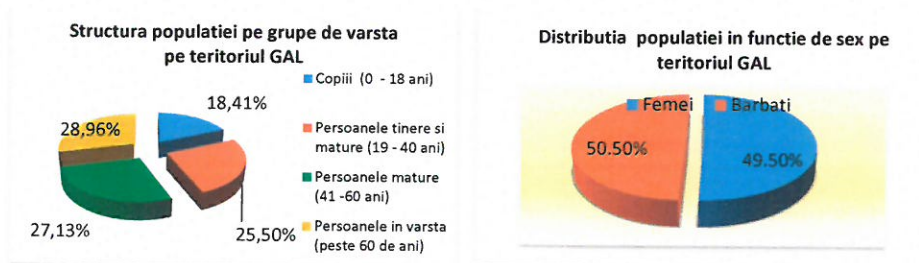 Structura populatiei pe grupe de varsta
pe teritoriul GAL
Copiii (0 - 18 ani)
Persoanele tinere si
mature (19 - 40 ani)
Persoanele mature
(41 -60 ani)
Persoanele in varsta
(peste 60 de ani)
18,41%
28,96%
27,13%
25,50%
Distributia populatiei in functie de sex pe
teritoriul GAL
Femei
Barbati
50.50%
49.50%